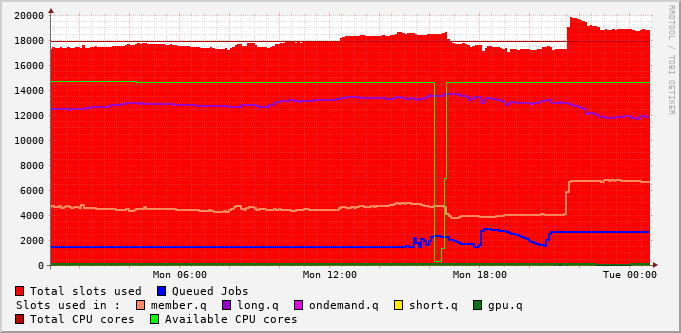 20000
18000
16000
14000
12000
10000
8000
6000
4000
2000
0
Mon 06:00 Mon 12:00 Mon 18:00 Tue 00:00
RRDTOOL / TOBI OETIKER
Total slots used Queued Jobs
Slots used in : member.q long.q ondemand.q short.q gpu.q
Total CPU cores Available CPU cores